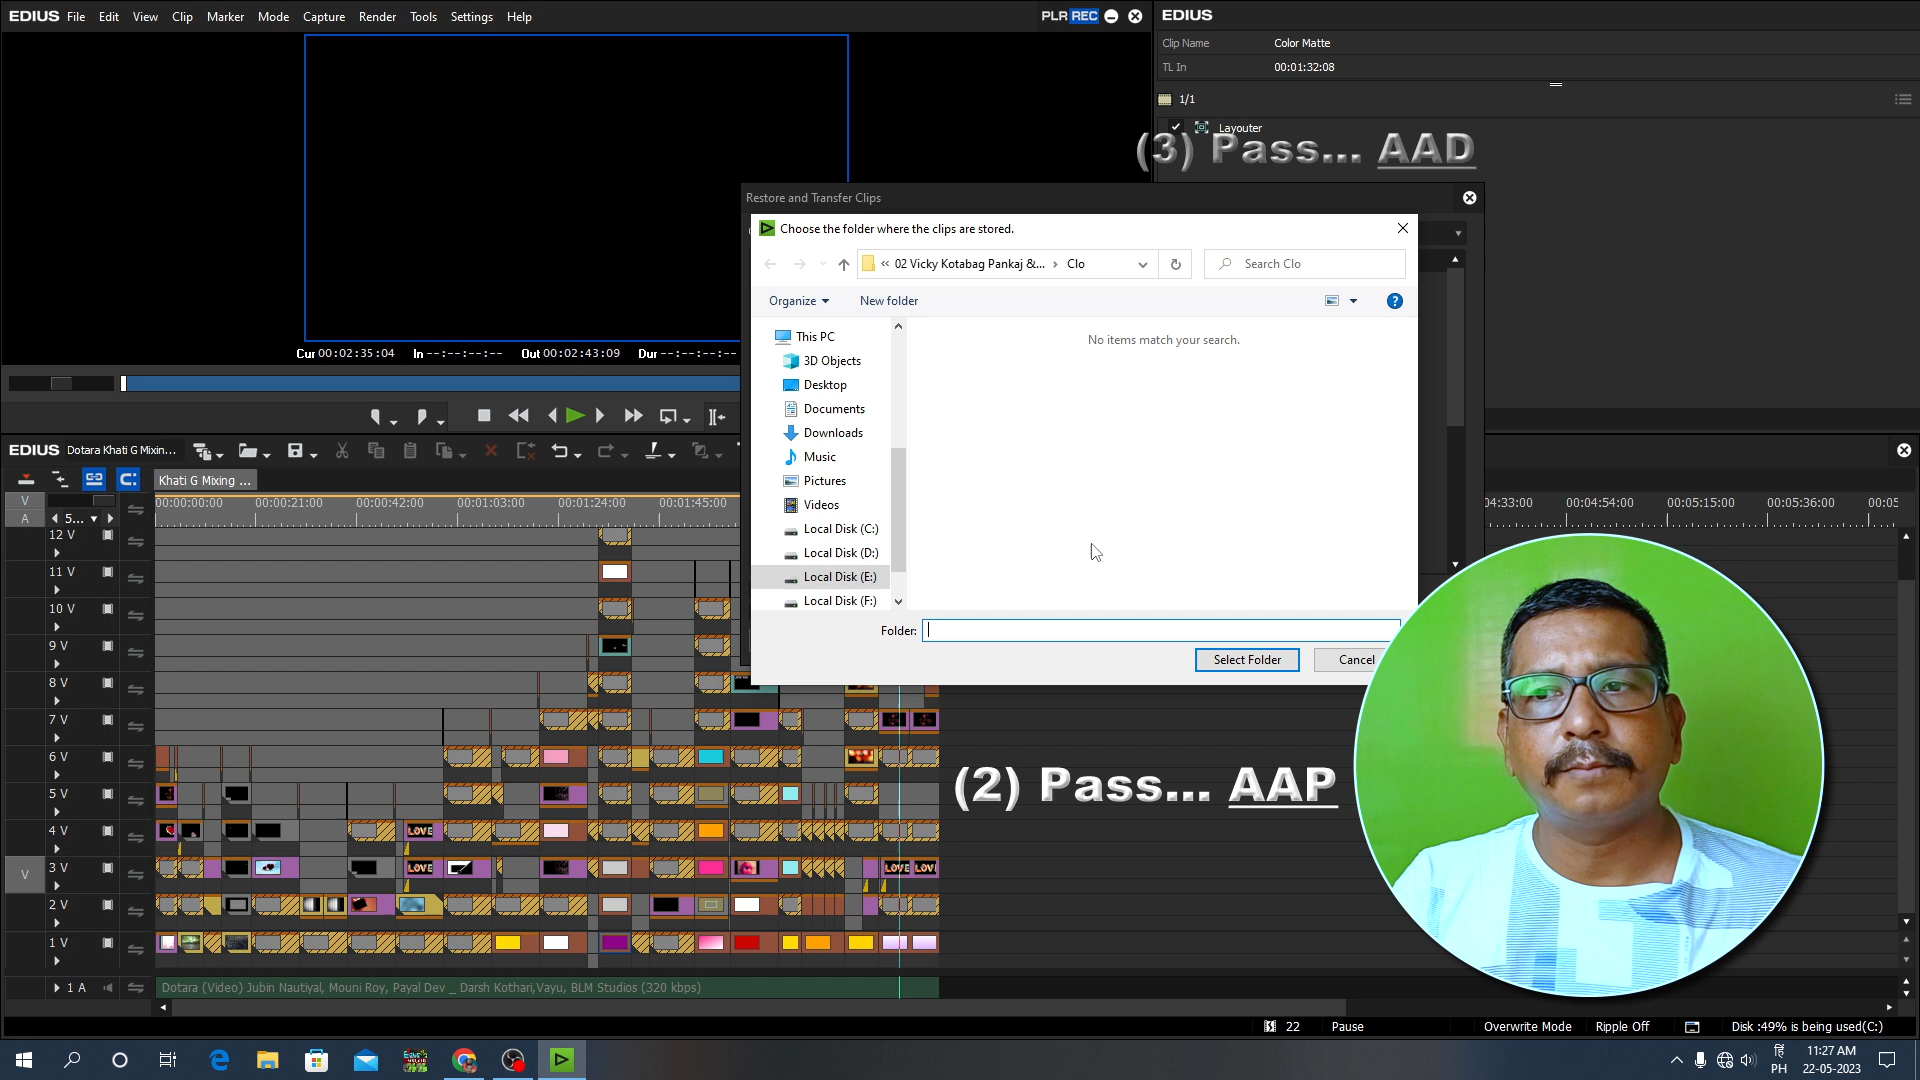 EDIUS File Edit View Clip Marker Mode Capture Render Tools Settings Help
PLR REC
EDIUS
Clip Name Color Matte
TL In 00:01:32:08
1/1
Layouter
(3) Pass... AAD
Restore and Transfer Clips
Choose the folder where the clips are stored.
« 02 Vicky Kotabag Pankaj &... › Clo
Search Clo
Organize New folder
This PC
3D Objects
Desktop
Documents
Downloads
Music
Pictures
Videos
Local Disk (C:)
Local Disk (D:)
Local Disk (E:)
Local Disk (F:)
No items match your search.
Folder:
Select Folder Cancel
Cur 00:02:35:04 In --:--:--:-- Out 00:02:43:09 Dur --:--:--
EDIUS Dotara Khati G Mixin...
Khati G Mixing ...
V
A
5...
00:00:00:00 00:00:21:00 00:00:42:00 00:01:03:00 00:01:24:00 00:01:45:00
04:33:00 00:04:54:00 00:05:15:00 00:05:36:00 00:05
12 V
11 V
10 V
9 V
8 V
7 V
6 V
5 V
4 V
LOVE
V
3 V
LOVE LOVE LOVE
2 V
1 V
(2) Pass... AAP
1 A
Dotara (Video) Jubin Nautiyal, Mouni Roy, Payal Dev _ Darsh Kothari,Vayu, BLM Studios (320 kbps)
22 Pause Overwrite Mode Ripple Off Disk :49% is being used(C:)
हि
PH
11:27 AM
22-05-2023